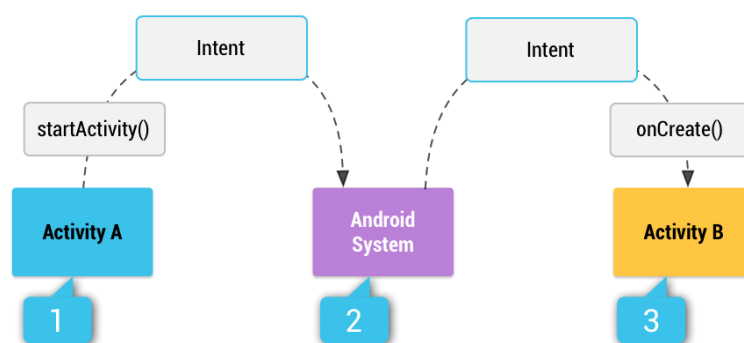 Intent
Intent
startActivity()
onCreate()
Activity A
Android
System
Activity B
1
2
3